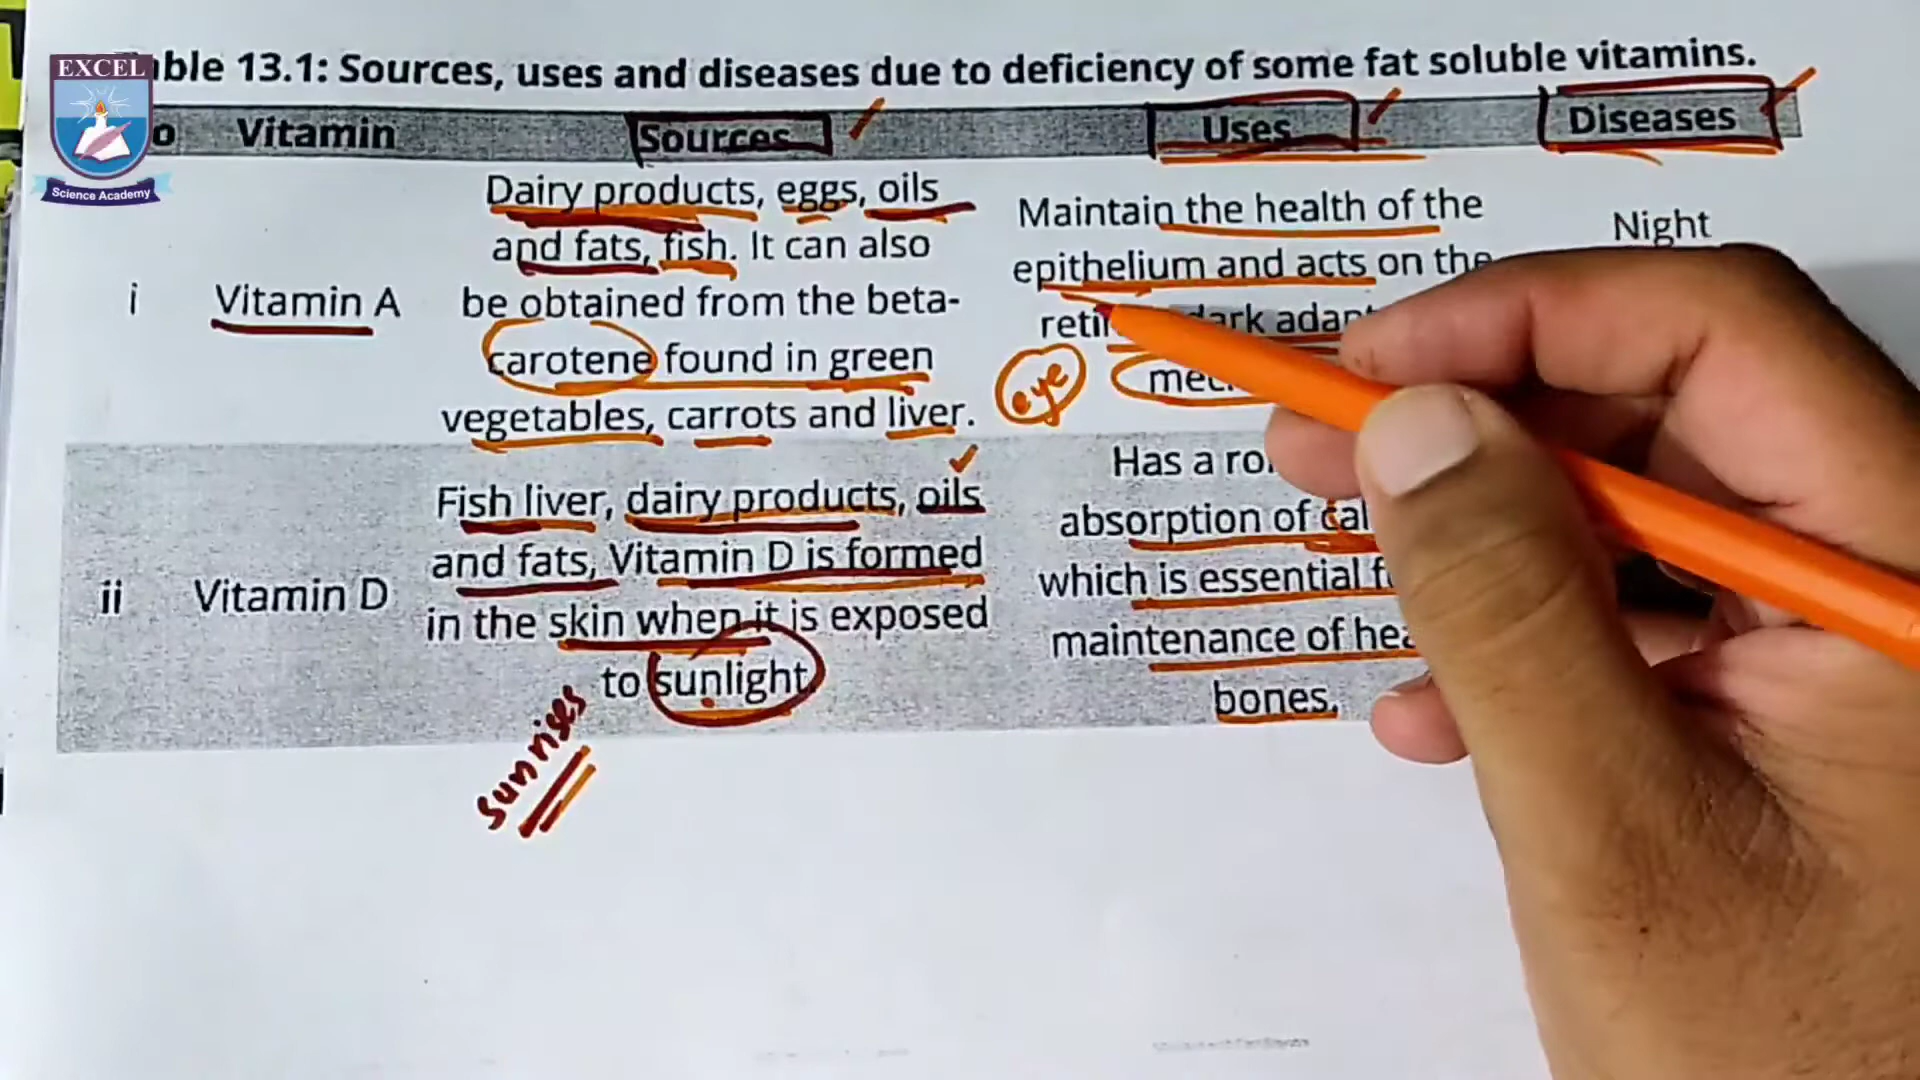 EXCEL
Science Academy
ble 13.1: Sources, uses and diseases due to deficiency of some fat soluble vitamins.
o Vitamin Sources Uses Diseases
i Vitamin A
Dairy products, eggs, oils
and fats, fish. It can also
be obtained from the beta-
carotene found in green
vegetables, carrots and liver.
Maintain the health of the
epithelium and acts on the
dark
eye
Night
ii Vitamin D
Fish liver, dairy products, oils
and fats, Vitamin D is formed
in the skin when it is exposed
to sunlight
sunrises
Has a
absorption of
which is essential
maintenance of
bones.